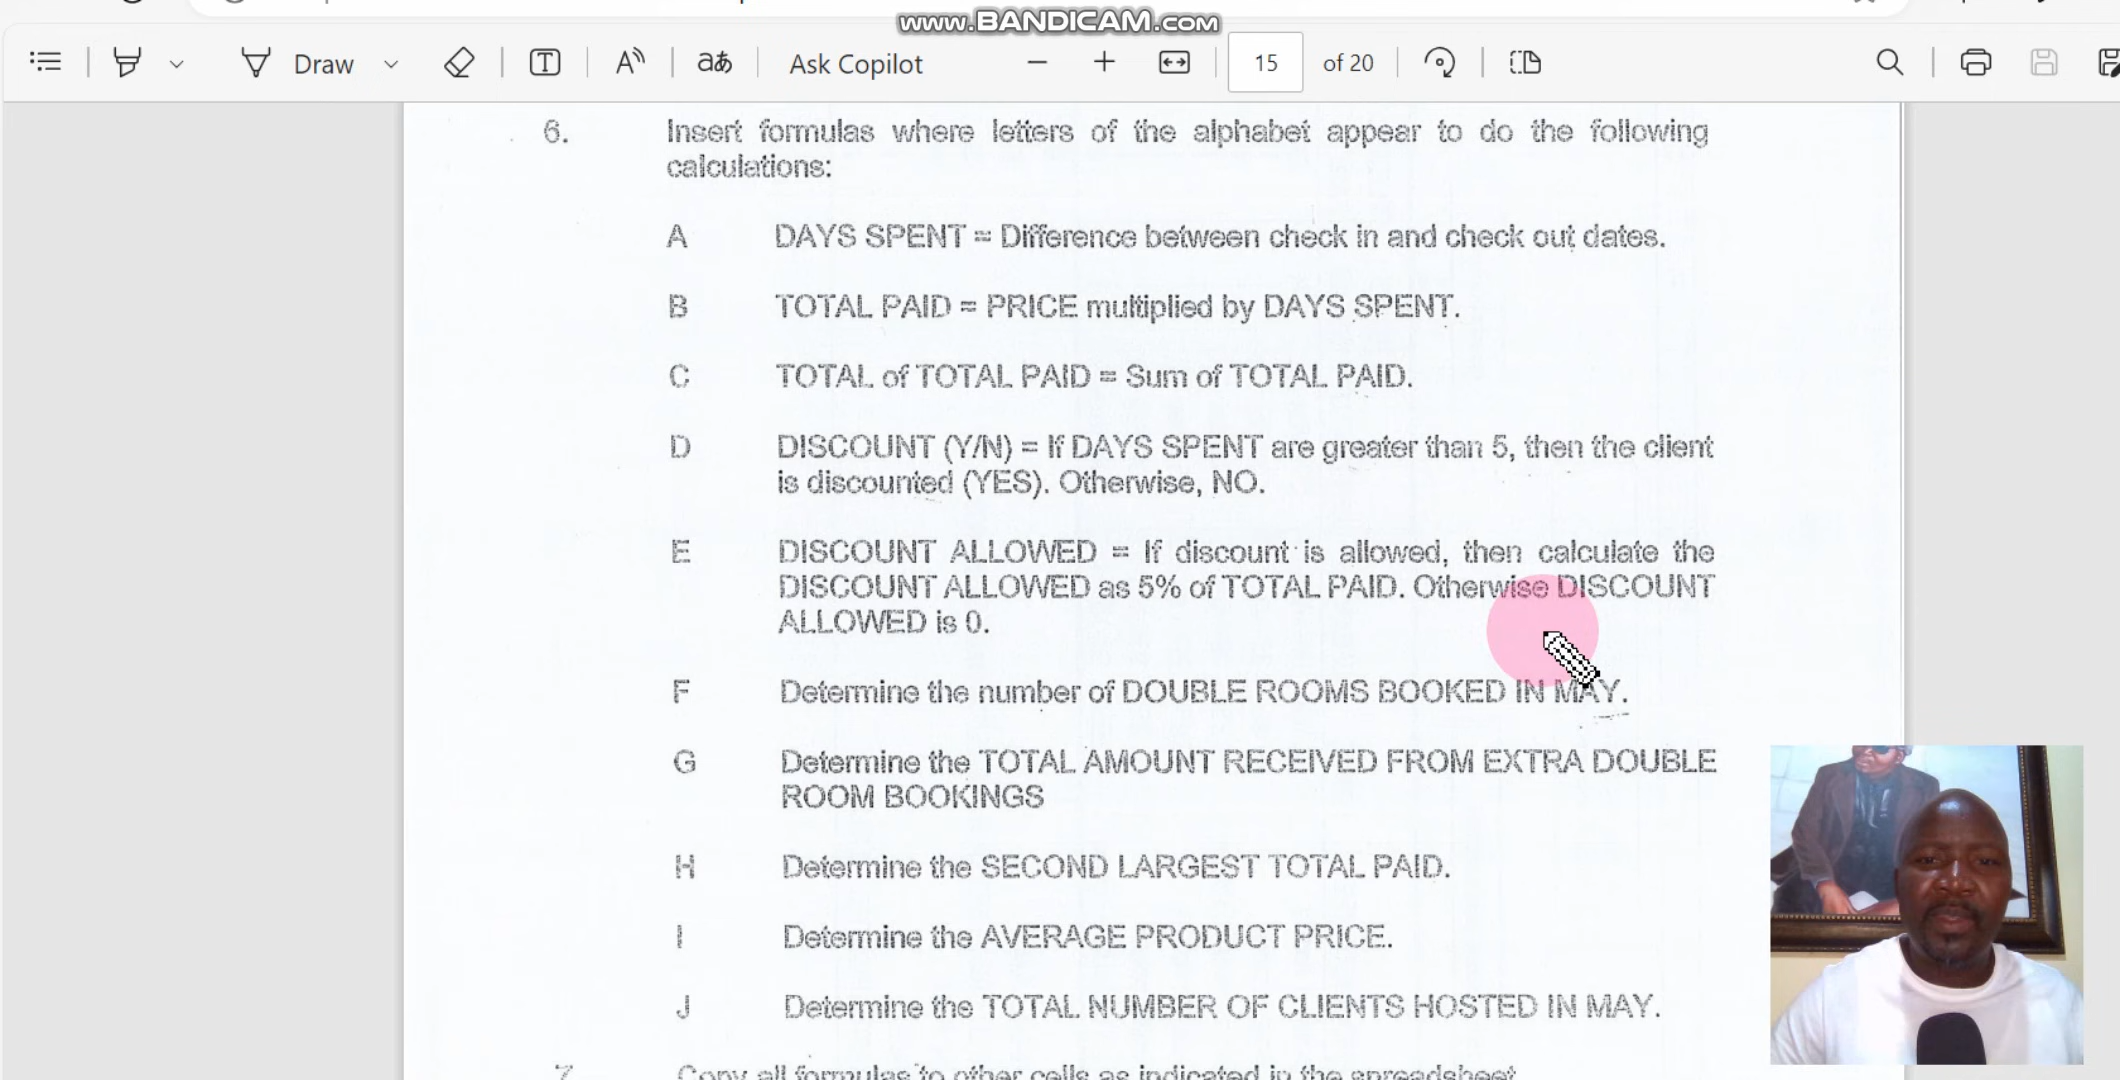 www.BANDICAM.com
Draw
Ask Copilot
15 of 20
6. Insert formulas where letters of the alphabet appear to do the following
calculations:
A DAYS SPENT = Difference between check in and check out dates.
B TOTAL PAID = PRICE multiplied by DAYS SPENT.
C TOTAL of TOTAL PAID = Sum of TOTAL PAID.
D DISCOUNT (Y/N) = If DAYS SPENT are greater than 5, then the client
is discounted (YES). Otherwise, NO.
E DISCOUNT ALLOWED = If discount is allowed, then calculate the
DISCOUNT ALLOWED as 5% of TOTAL PAID. Otherwise DISCOUNT
ALLOWED is 0.
F Determine the number of DOUBLE ROOMS BOOKED IN MAY.
G Determine the TOTAL AMOUNT RECEIVED FROM EXTRA DOUBLE
ROOM BOOKINGS
H Determine the SECOND LARGEST TOTAL PAID.
I Determine the AVERAGE PRODUCT PRICE.
J Determine the TOTAL NUMBER OF CLIENTS HOSTED IN MAY.
7. Copy all formulas to other cells as indicated in the spreadsheet